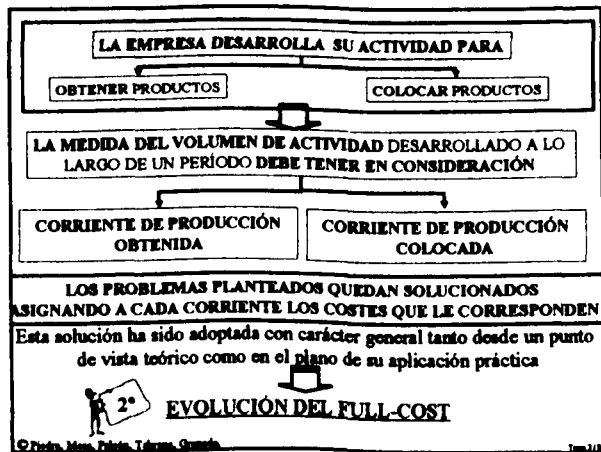 LA EMPRESA DESARROLLA SU ACTIVIDAD PARA
OBTENER PRODUCTOS
COLOCAR PRODUCTOS
LA MEDIDA DEL VOLUMEN DE ACTIVIDAD DESARROLLADO A LO
LARGO DE UN PERÍODO DEBE TENER EN CONSIDERACIÓN
CORRIENTE DE PRODUCCIÓN
OBTENIDA
CORRIENTE DE PRODUCCIÓN
COLOCADA
LOS PROBLEMAS PLANTEADOS QUEDAN SOLUCIONADOS
ASIGNANDO A CADA CORRIENTE LOS COSTES QUE LE CORRESPONDEN
Esta solución ha sido adoptada con carácter general tanto desde un punto
de vista teórico como en el plano de su aplicación práctica
2º
EVOLUCIÓN DEL FULL-COST